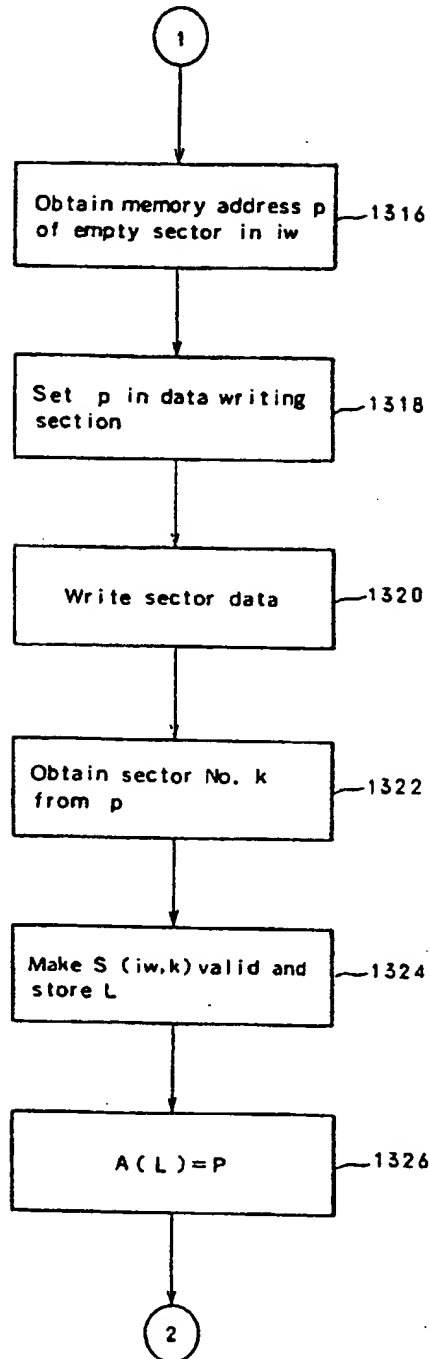 1
Obtain memory address p
of empty sector in iw
1316
Set p in data writing
section
1318
Write sector data
1320
Obtain sector No. k
from p
1322
Make S (iw,k) valid and
store L
1324
A(L)=P
1326
2